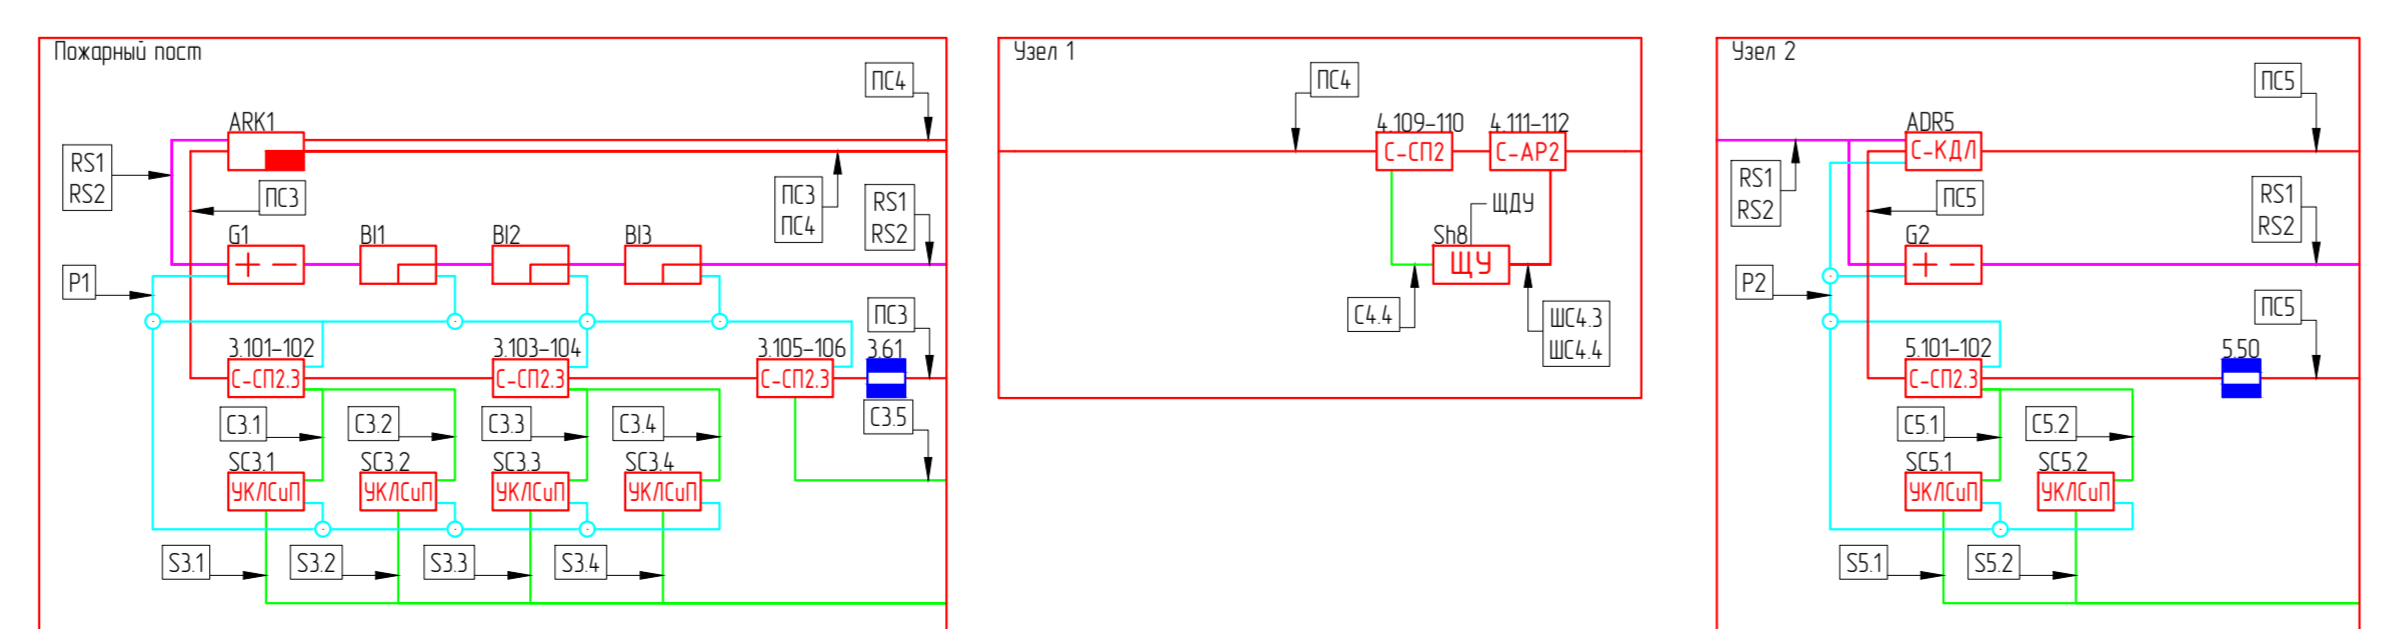 Пожарный пост
ПС4
ARK1
RS1
RS2
ПС3
ПС3
ПС4
RS1
RS2
G1
BI1
BI2
BI3
P1
ПС3
3.101-102
3.103-104
3.105-106
3.61
С-СП2.3
С-СП2.3
С-СП2.3
С3.1
С3.2
С3.3
С3.4
С3.5
SC3.1
SC3.2
SC3.3
SC3.4
УКЛСиП
УКЛСиП
УКЛСиП
УКЛСиП
S3.1
S3.2
S3.3
S3.4
Узел 1
ПС4
4.109-110
4.111-112
С-СП2
С-АР2
ЩДУ
Sh8
ЩУ
С4.4
ШС4.3
ШС4.4
Узел 2
ПС5
ADR5
С-КДЛ
RS1
RS2
ПС5
RS1
RS2
G2
P2
ПС5
5.101-102
5.50
С-СП2.3
С5.1
С5.2
SC5.1
SC5.2
УКЛСиП
УКЛСиП
S5.1
S5.2